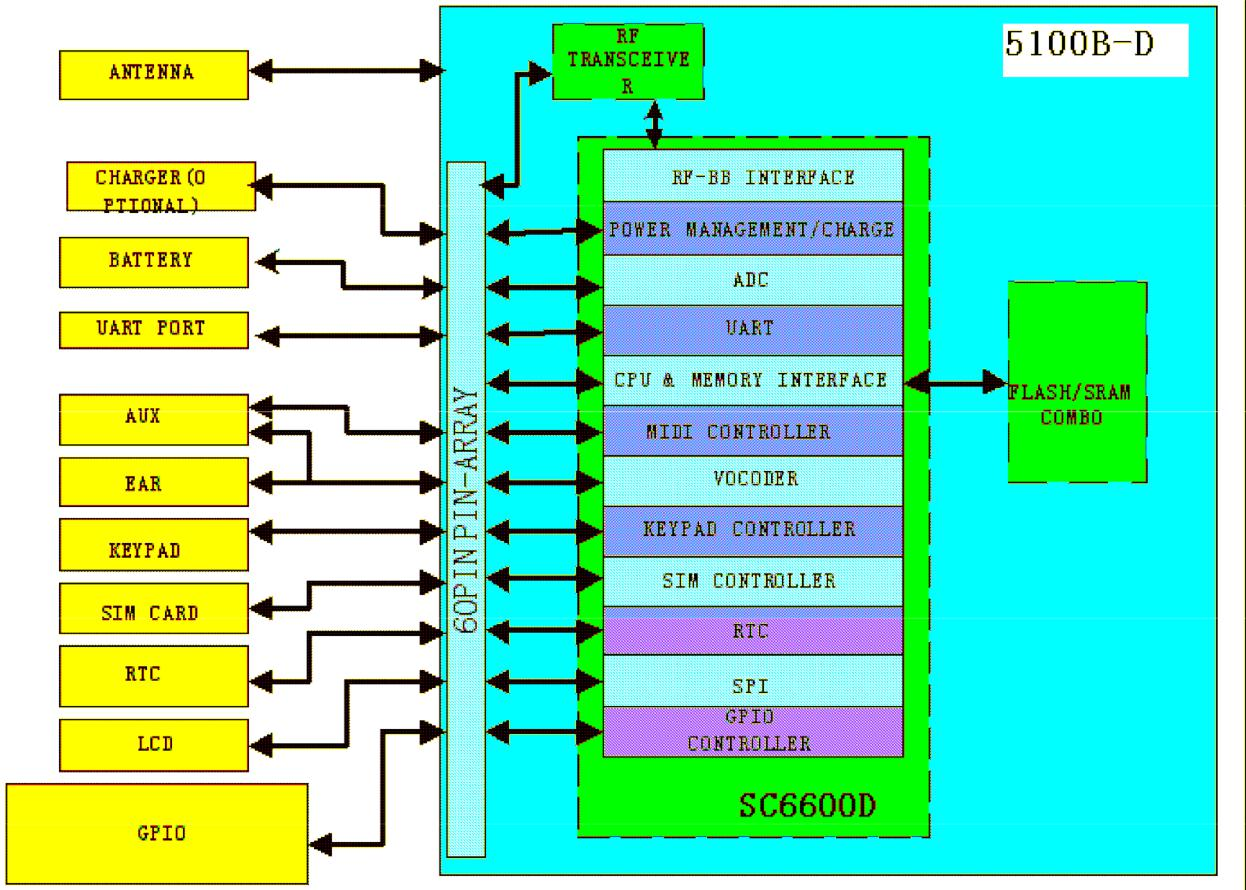 5100B-D
RF
TRANSCEIVE
R
ANTENNA
CHARGER(O
PTIONAL)
BATTERY
UART PORT
AUX
EAR
KEYPAD
SIM CARD
RTC
LCD
GPIO
60PIN PIN-ARRAY
RF-BB INTERFACE
POWER MANAGEMENT/CHARGE
ADC
UART
CPU & MEMORY INTERFACE
MIDI CONTROLLER
VOCODER
KEYPAD CONTROLLER
SIM CONTROLLER
RTC
SPI
GPIO
CONTROLLER
SC6600D
FLASH/SRAM
COMBO